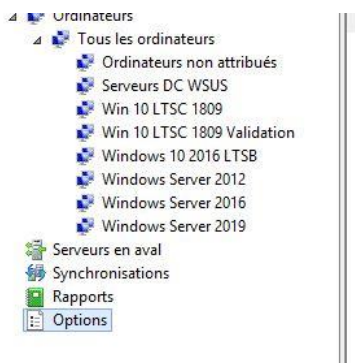 Ordinateurs
Tous les ordinateurs
Ordinateurs non attribués
Serveurs DC WSUS
Win 10 LTSC 1809
Win 10 LTSC 1809 Validation
Windows 10 2016 LTSB
Windows Server 2012
Windows Server 2016
Windows Server 2019
Serveurs en aval
Synchronisations
Rapports
Options